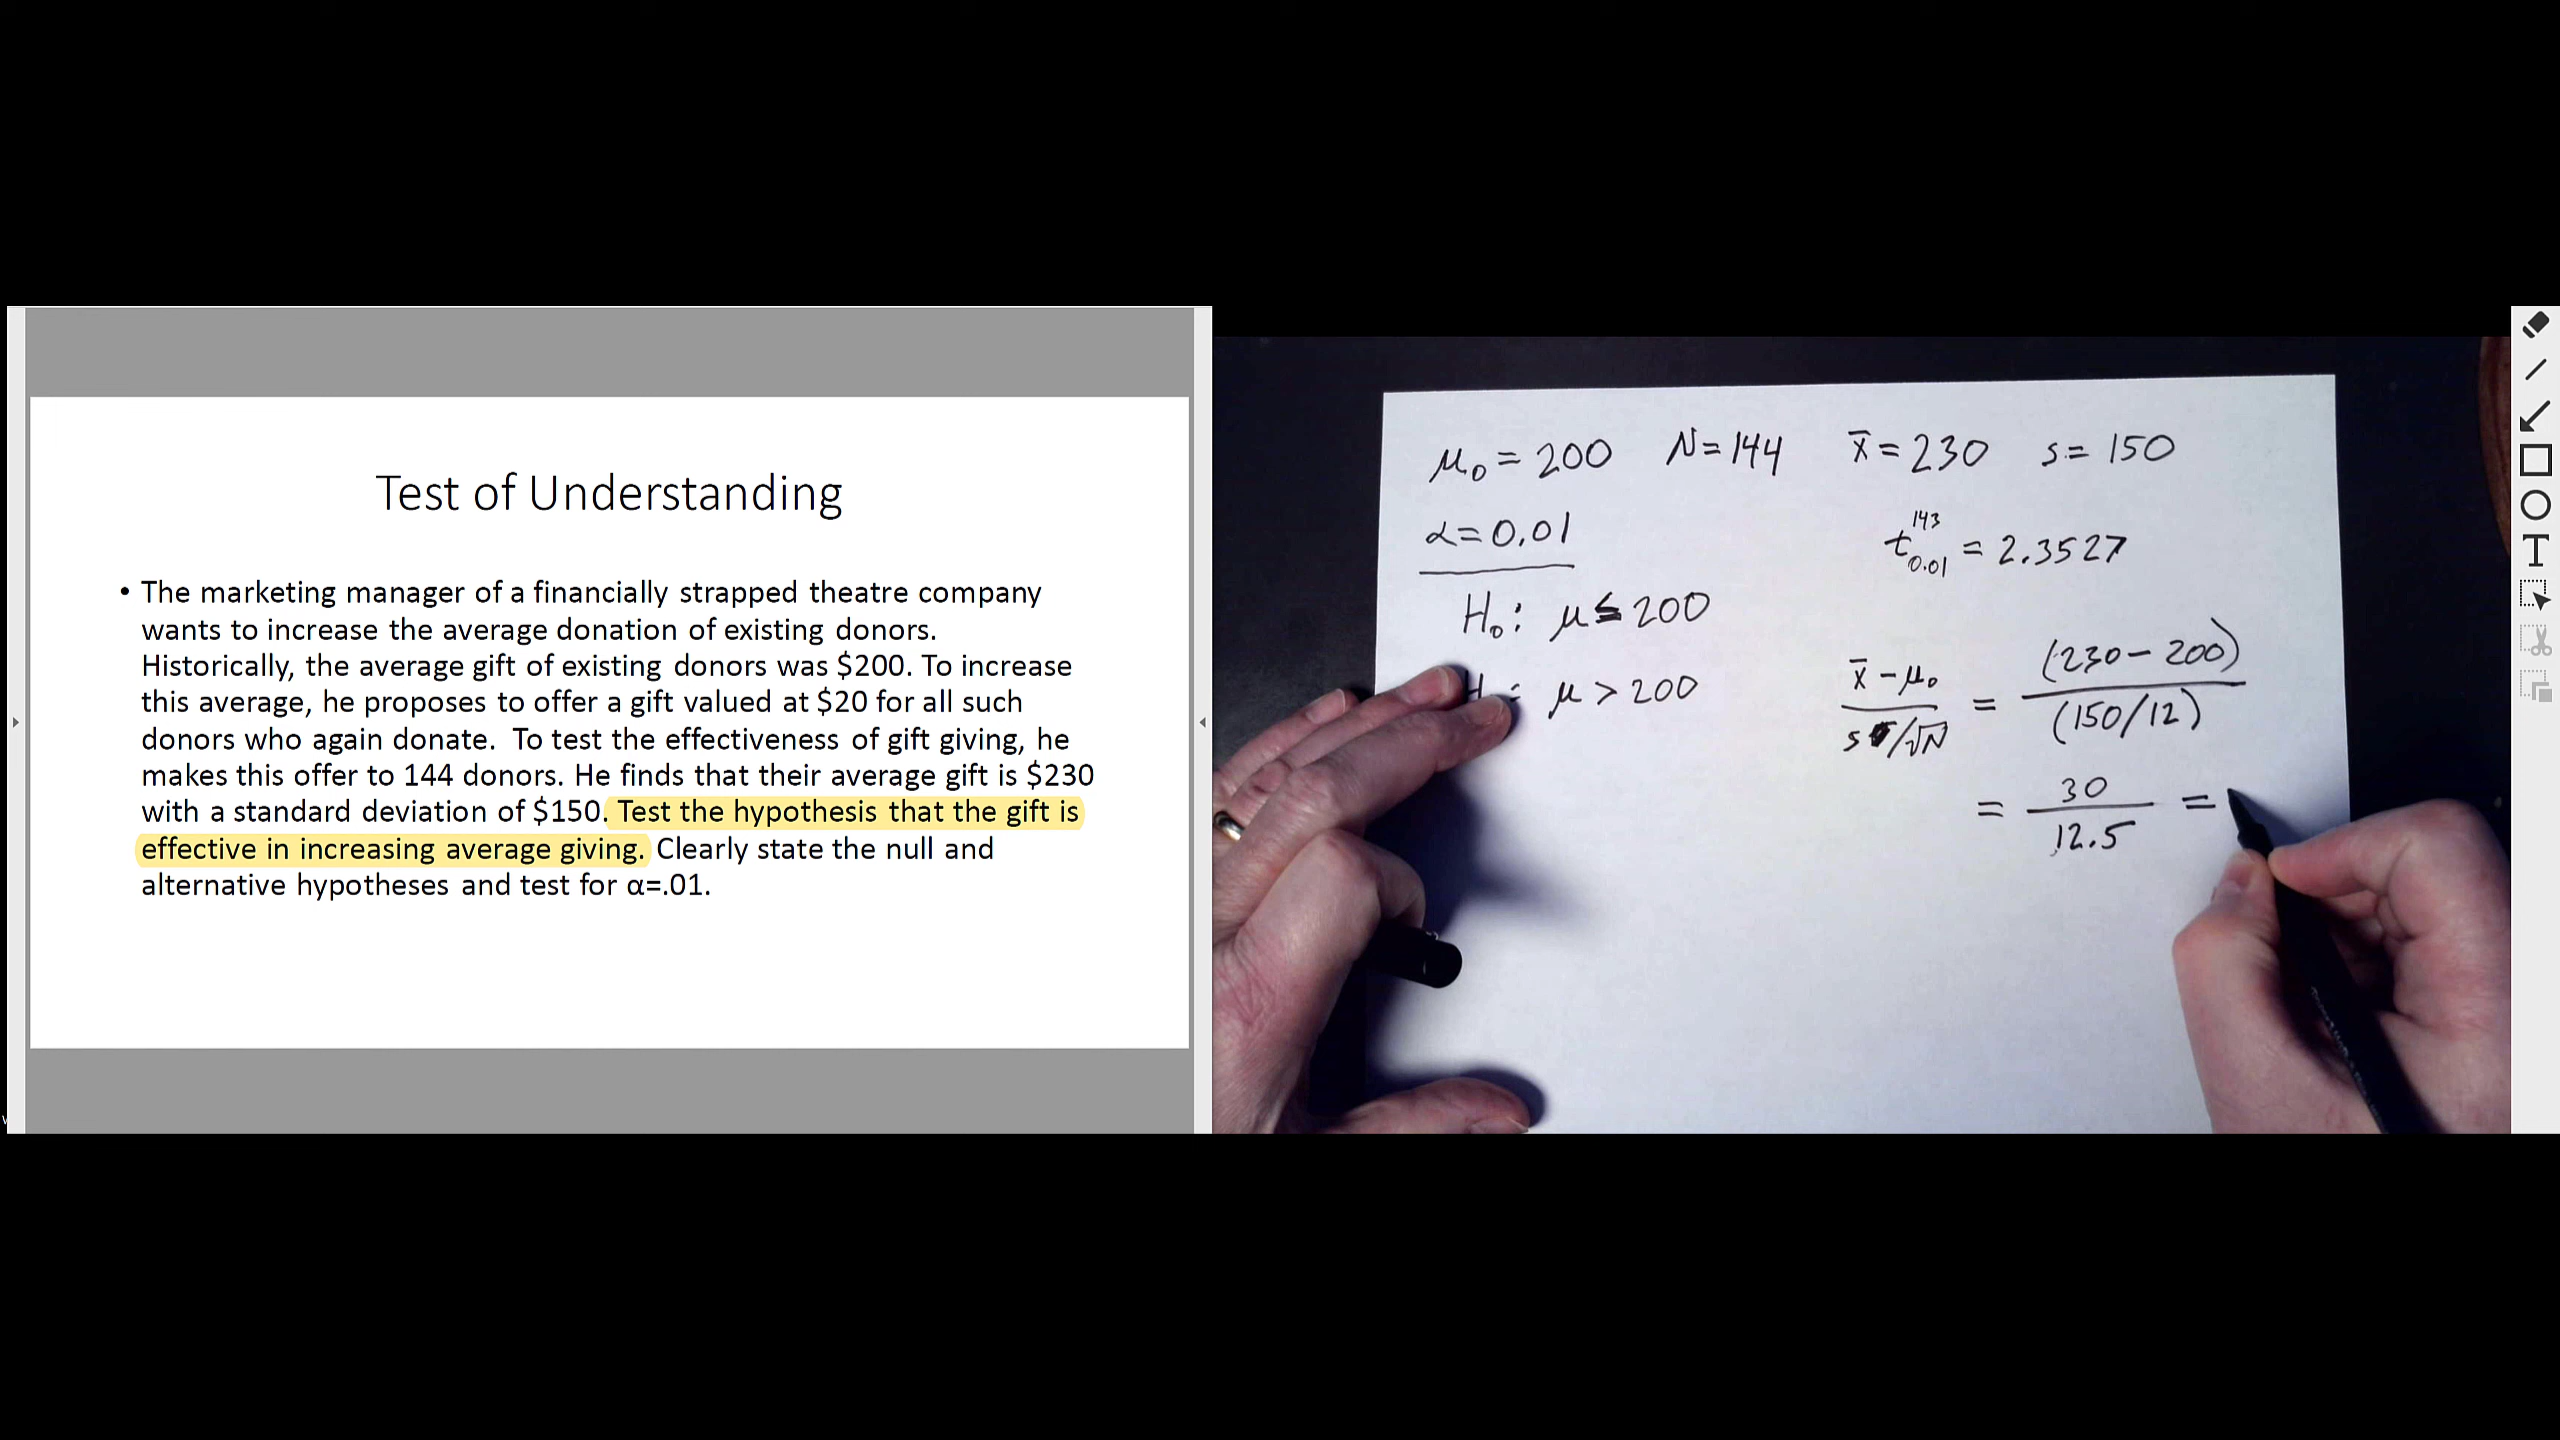 Test of Understanding
• The marketing manager of a financially strapped theatre company
wants to increase the average donation of existing donors.
Historically, the average gift of existing donors was $200. To increase
this average, he proposes to offer a gift valued at $20 for all such
donors who again donate. To test the effectiveness of gift giving, he
makes this offer to 144 donors. He finds that their average gift is $230
with a standard deviation of $150. Test the hypothesis that the gift is
effective in increasing average giving. Clearly state the null and
alternative hypotheses and test for α=.01.
μ₀ = 200 N = 144 x̄ = 230 s = 150
α = 0.01
t 143 0.01 = 2.3527
H₀: μ ≤ 200
: μ > 200
x̄ - μ₀ / s/√N = (230 - 200) / (150/12)
= 30 / 12.5 =
T